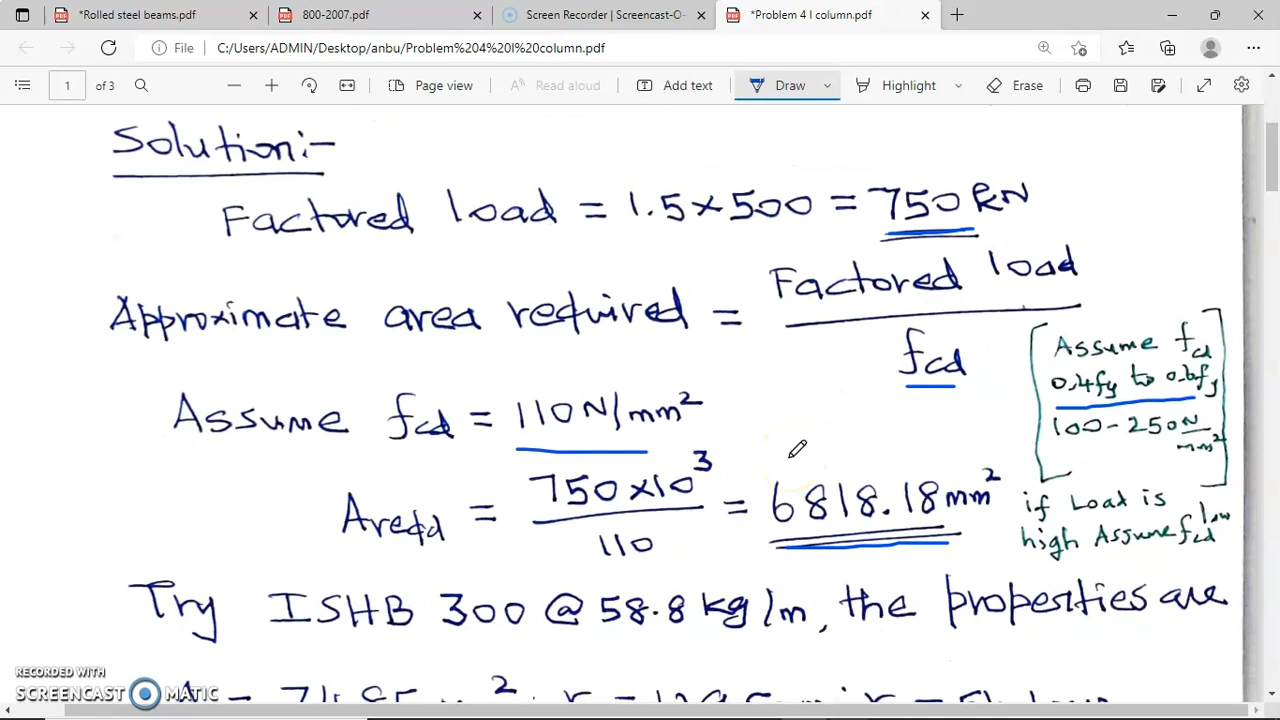 *Rolled steel beams.pdf
800-2007.pdf
Screen Recorder | Screencast-O-
*Problem 4 I column.pdf
File
C:/Users/ADMIN/Desktop/anbu/Problem%204%20I%20column.pdf
1 of 3
Page view
Read aloud
Add text
Draw
Highlight
Erase
Solution:-
Factored load = 1.5×500 = 750 kN
Approximate area required = Factored load / fcd
[Assume fcd
0.4fy to 0.6fy
100-250 N/mm²]
Assume fcd = 110 N/mm²
Areqd = 750×10³ / 110 = 6818.18 mm²
if Load is
high Assume fcd low
Try ISHB 300 @ 58.8 kg/m, the properties are
RECORDED WITH
SCREENCAST MATIC